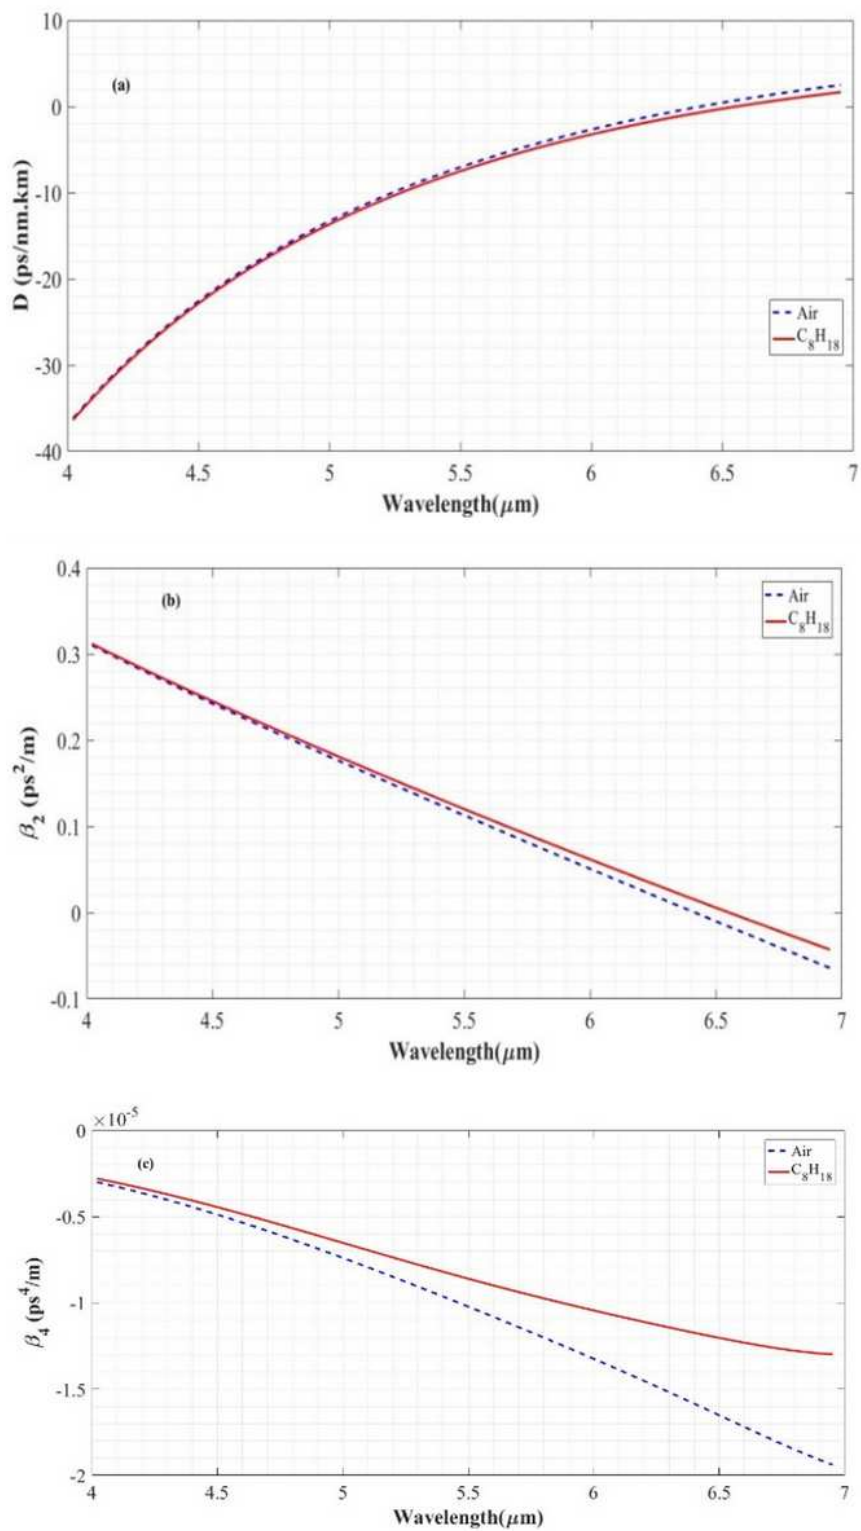 10
0
-10
-20
-30
-40
D (ps/nm.km)
(a)
Air
C₈H₁₈
4 4.5 5 5.5 6 6.5 7
Wavelength(μm)
0.4
0.3
0.2
0.1
0
-0.1
β₂ (ps²/m)
(b)
Air
C₈H₁₈
4 4.5 5 5.5 6 6.5 7
Wavelength(μm)
×10⁻⁵
0
-0.5
-1
-1.5
-2
β₄ (ps⁴/m)
(c)
Air
C₈H₁₈
4 4.5 5 5.5 6 6.5 7
Wavelength(μm)